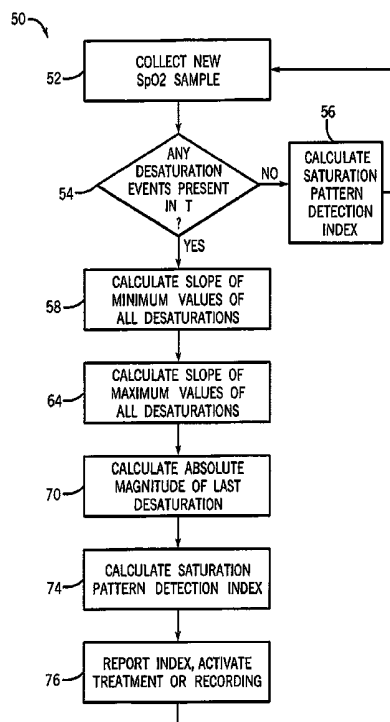 50
52
COLLECT NEW
SpO2 SAMPLE
54
ANY
DESATURATION
EVENTS PRESENT
IN T
?
NO
YES
56
CALCULATE
SATURATION
PATTERN
DETECTION
INDEX
58
CALCULATE SLOPE OF
MINIMUM VALUES OF
ALL DESATURATIONS
64
CALCULATE SLOPE OF
MAXIMUM VALUES OF
ALL DESATURATIONS
70
CALCULATE ABSOLUTE
MAGNITUDE OF LAST
DESATURATION
74
CALCULATE SATURATION
PATTERN DETECTION INDEX
76
REPORT INDEX, ACTIVATE
TREATMENT OR RECORDING